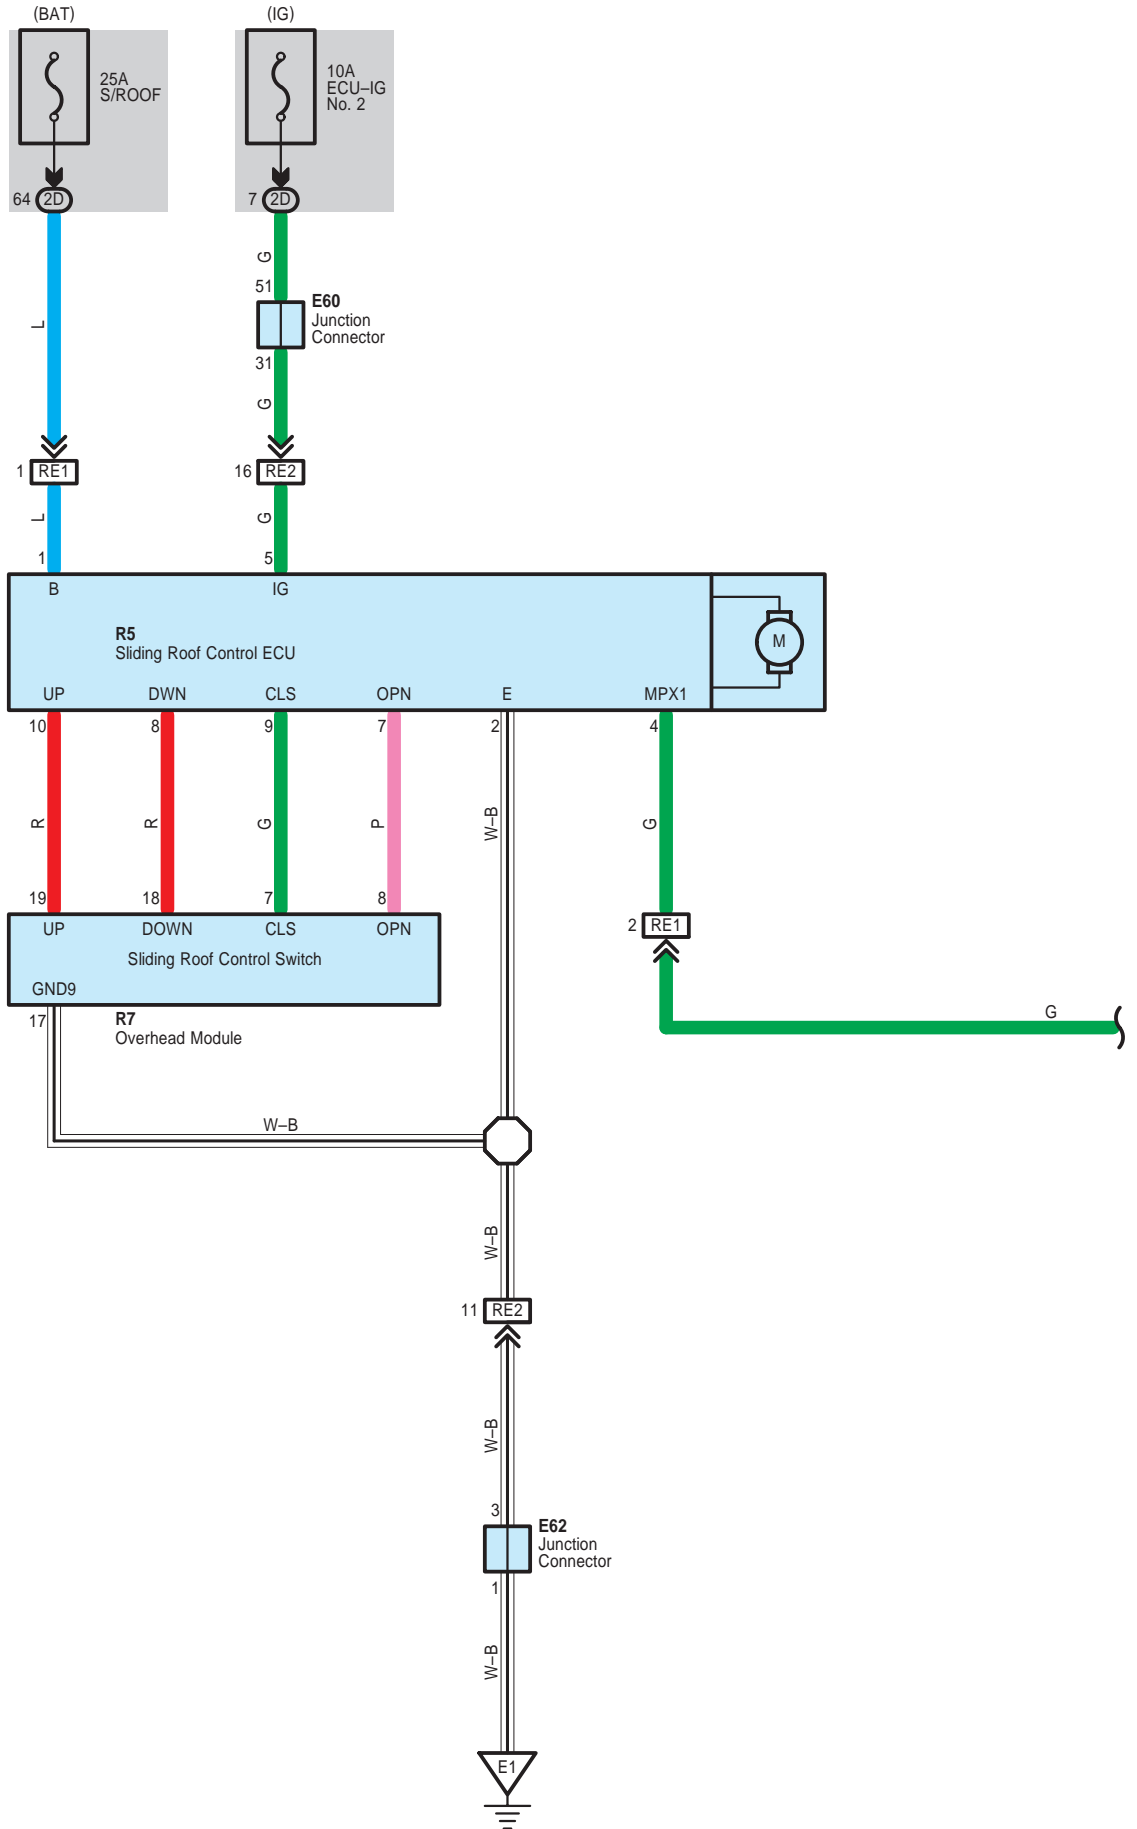 (BAT) (IG)
25A
S/ROOF
10A
ECU–IG
No. 2
64 2D 7 2D
G
51
E60
Junction
Connector
L
31
G
1 RE1 16 RE2
L G
1 5
B IG
R5
Sliding Roof Control ECU
M
UP DWN CLS OPN E MPX1
10 8 9 7 2 4
R R G P W–B G
19 18 7 8
UP DOWN CLS OPN
2 RE1
Sliding Roof Control Switch
GND9
17
R7
Overhead Module
G
W–B
W–B
11 RE2
W–B
3
E62
Junction
Connector
1
W–B
E1